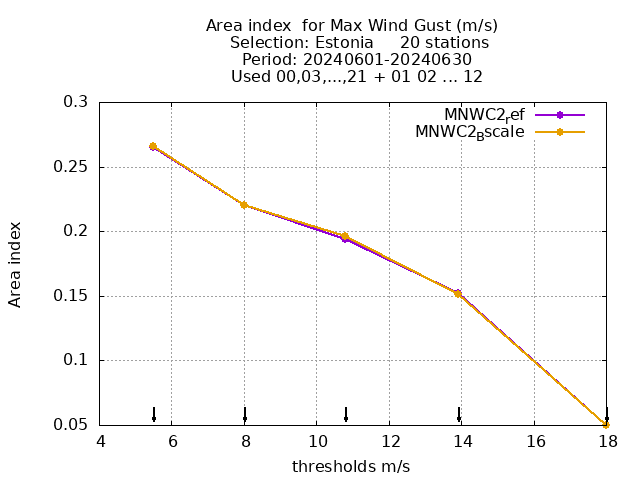 Area index  for Max Wind Gust (m/s)
Selection: Estonia     20 stations
Period: 20240601-20240630
Used 00,03,...,21 + 01 02 ... 12
0.3
MNWC2ref
MNWC2Bscale
0.25
0.2
0.15
0.1
0.05
Area index
4 6 8 10 12 14 16 18
thresholds m/s